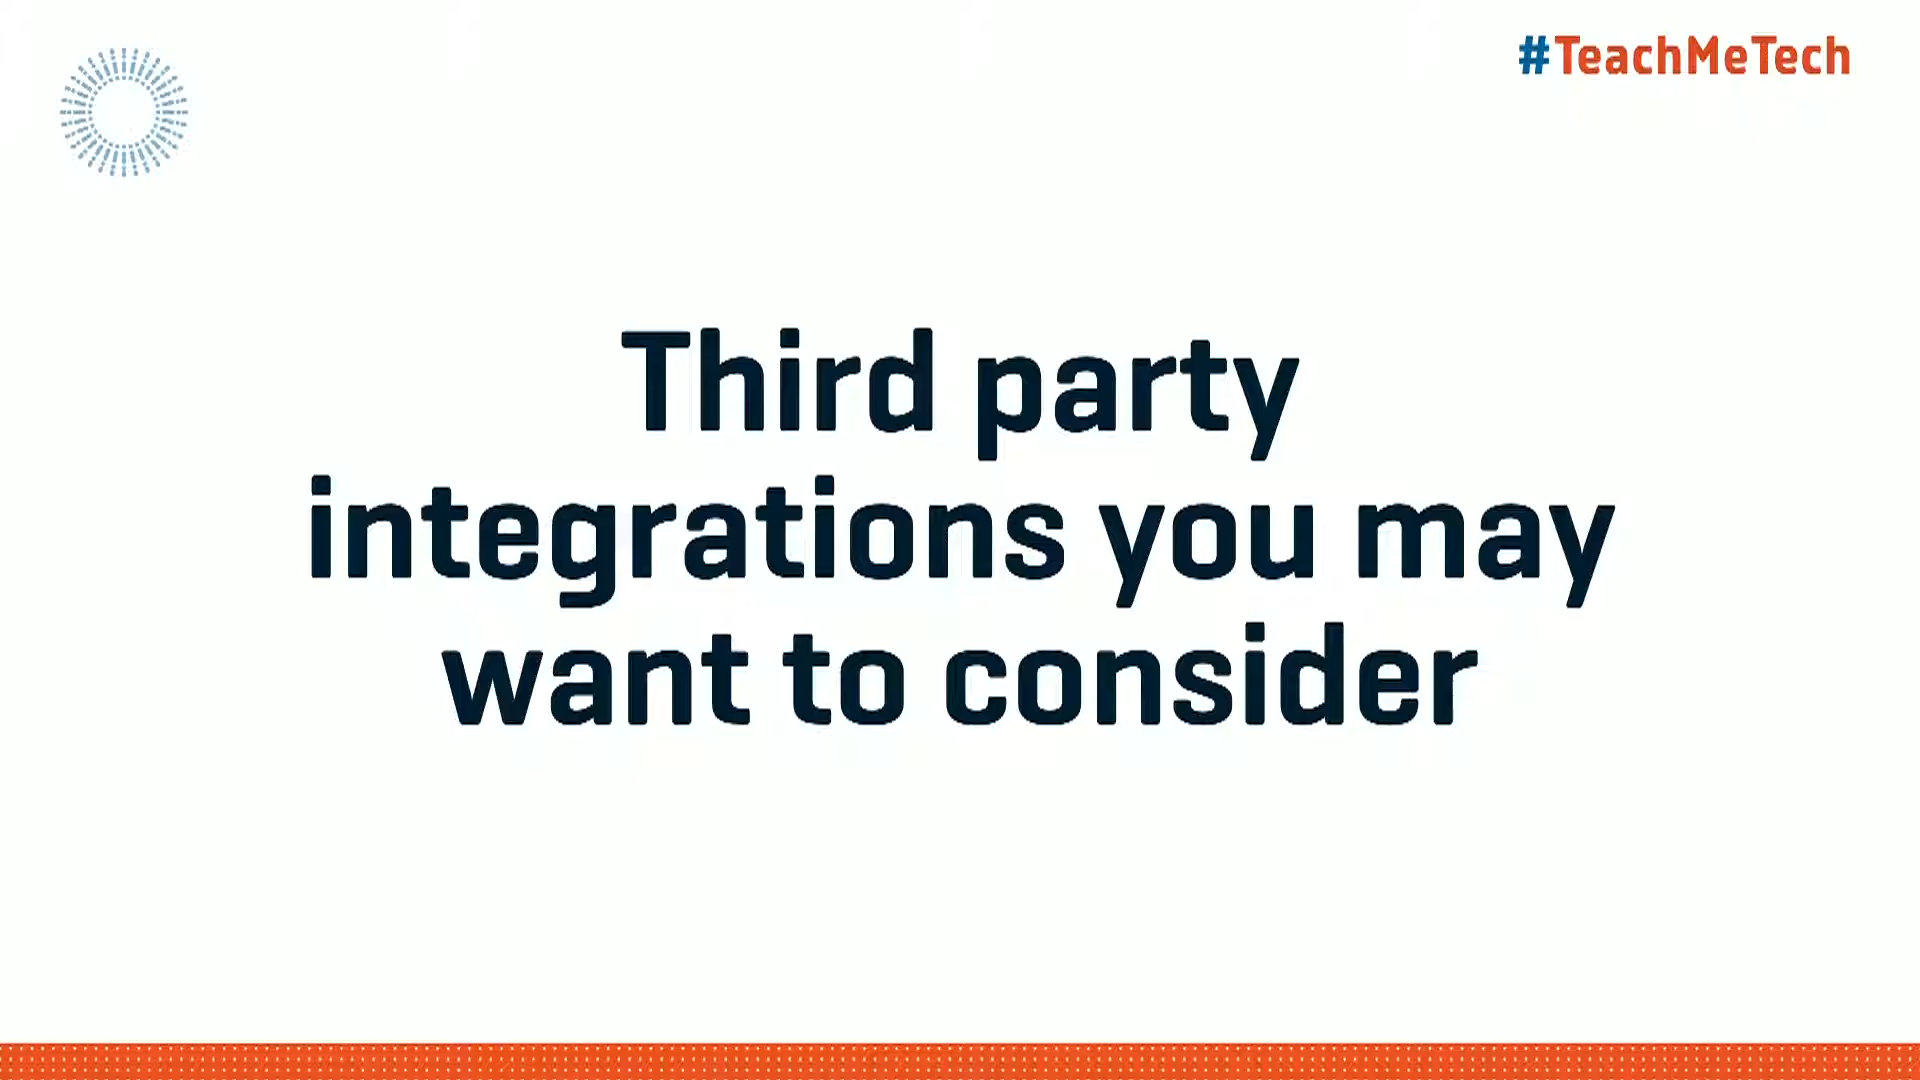 #TeachMeTech
Third party
integrations you may
want to consider